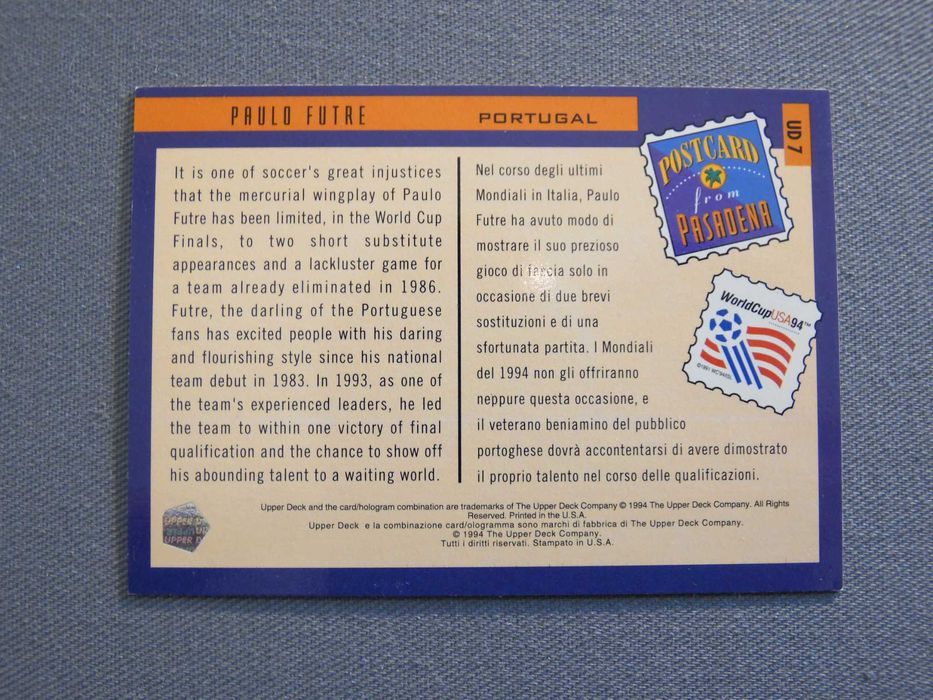 PAULO FUTRE
PORTUGAL
UD 7
POSTCARD
from
PASADENA
WorldCupUSA94™
It is one of soccer's great injustices
that the mercurial wingplay of Paulo
Futre has been limited, in the World Cup
Finals, to two short substitute
appearances and a lackluster game for
a team already eliminated in 1986.
Futre, the darling of the Portuguese
fans has excited people with his daring
and flourishing style since his national
team debut in 1983. In 1993, as one of
the team's experienced leaders, he led
the team to within one victory of final
qualification and the chance to show off
his abounding talent to a waiting world.
Nel corso degli ultimi
Mondiali in Italia, Paulo
Futre ha avuto modo di
mostrare il suo prezioso
gioco di fascia solo in
occasione di due brevi
sostituzioni e di una
sfortunata partita. I Mondiali
del 1994 non gli offriranno
neppure questa occasione, e
il veterano beniamino del pubblico
portoghese dovrà accontentarsi di avere dimostrato
il proprio talento nel corso delle qualificazioni.
Upper Deck and the card/hologram combination are trademarks of The Upper Deck Company © 1994 The Upper Deck Company. All Rights
Reserved. Printed in the U.S.A.
Upper Deck e la combinazione card/ologramma sono marchi di fabbrica di The Upper Deck Company.
© 1994 The Upper Deck Company.
Tutti i diritti riservati. Stampato in U.S.A.
UPPER D
UPPER D